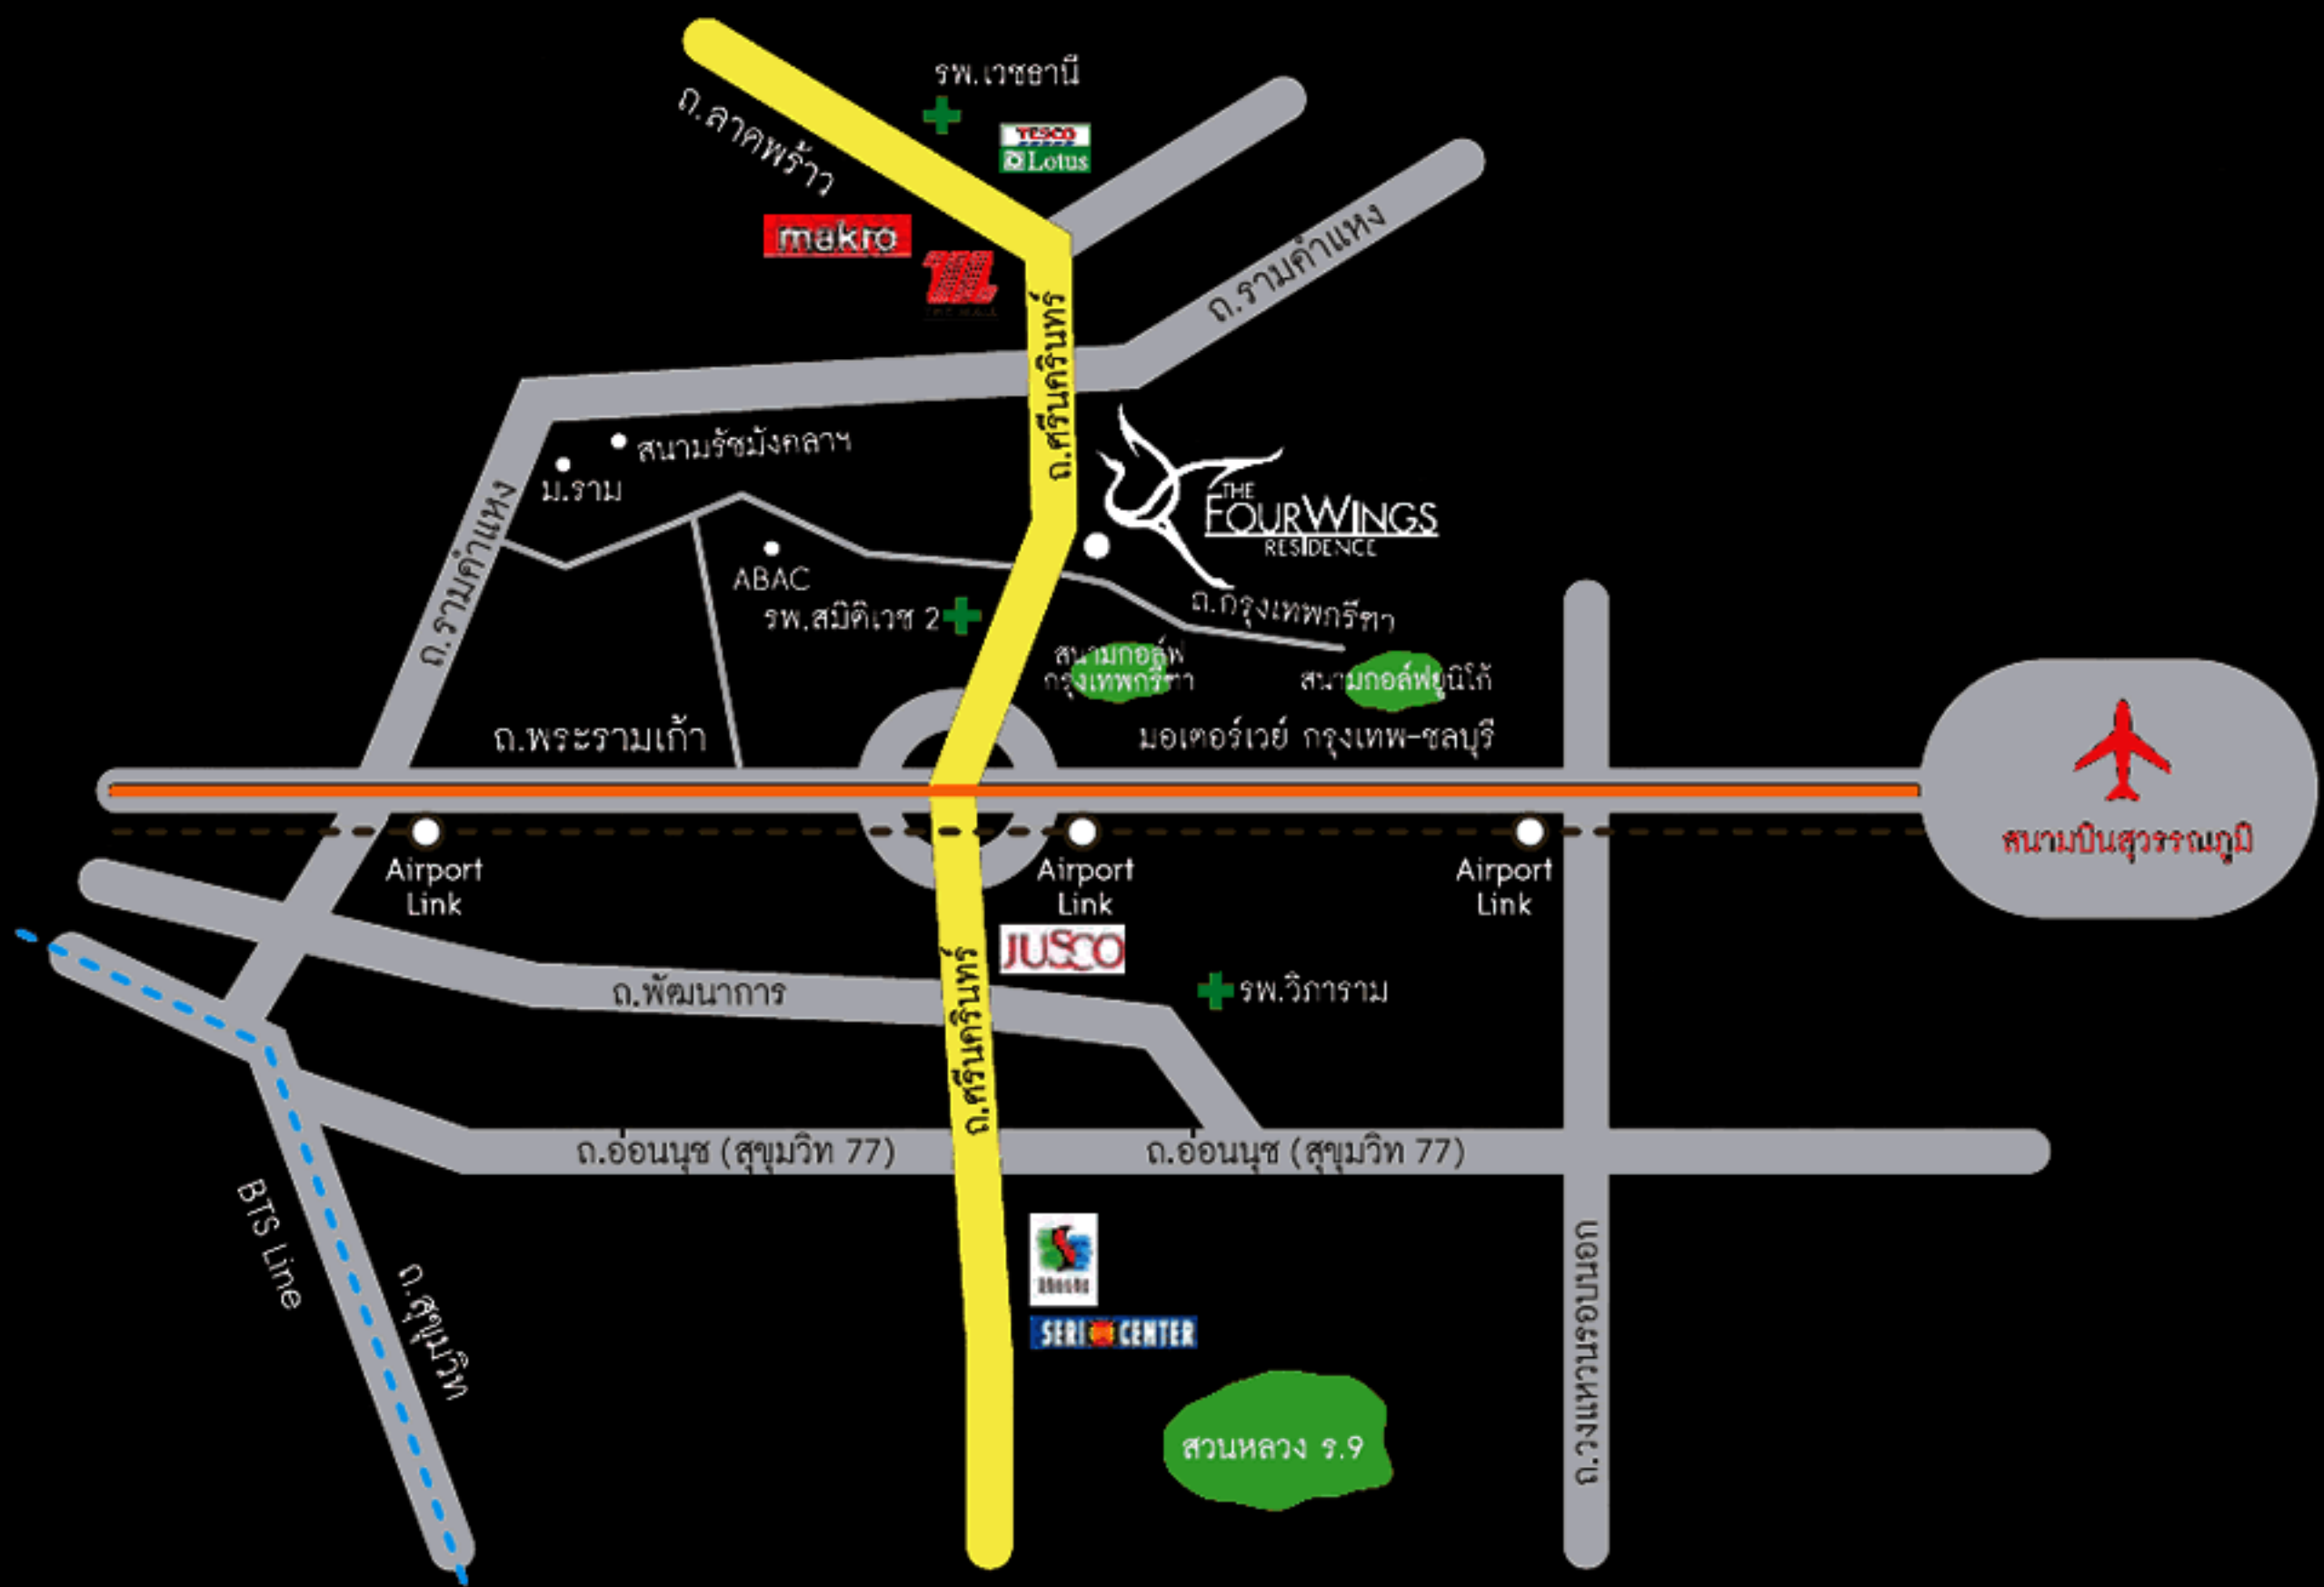 รพ.เวชธานี
ถ.ลาดพร้าว
TESCO
Lotus
makro
ถ.รามคำแหง
ถ.ศรีนครินทร์
สนามรัชมังคลาฯ
ม.ราม
THE
FOURWINGS
RESIDENCE
ถ.รามคำแหง
ABAC
รพ.สมิติเวช 2
ถ.กรุงเทพกรีฑา
สนามกอล์ฟ
กรุงเทพกรีฑา
สนามกอล์ฟยูนิโก้
ถ.พระรามเก้า
มอเตอร์เวย์ กรุงเทพ-ชลบุรี
สนามบินสุวรรณภูมิ
Airport
Link
Airport
Link
Airport
Link
JUSCO
ถ.พัฒนาการ
ถ.ศรีนครินทร์
รพ.วิภาราม
ถ.อ่อนนุช (สุขุมวิท 77)
ถ.อ่อนนุช (สุขุมวิท 77)
BTS Line
ถ.สุขุมวิท
SERI CENTER
ถ.วงแหวนรอบนอก
สวนหลวง ร.9